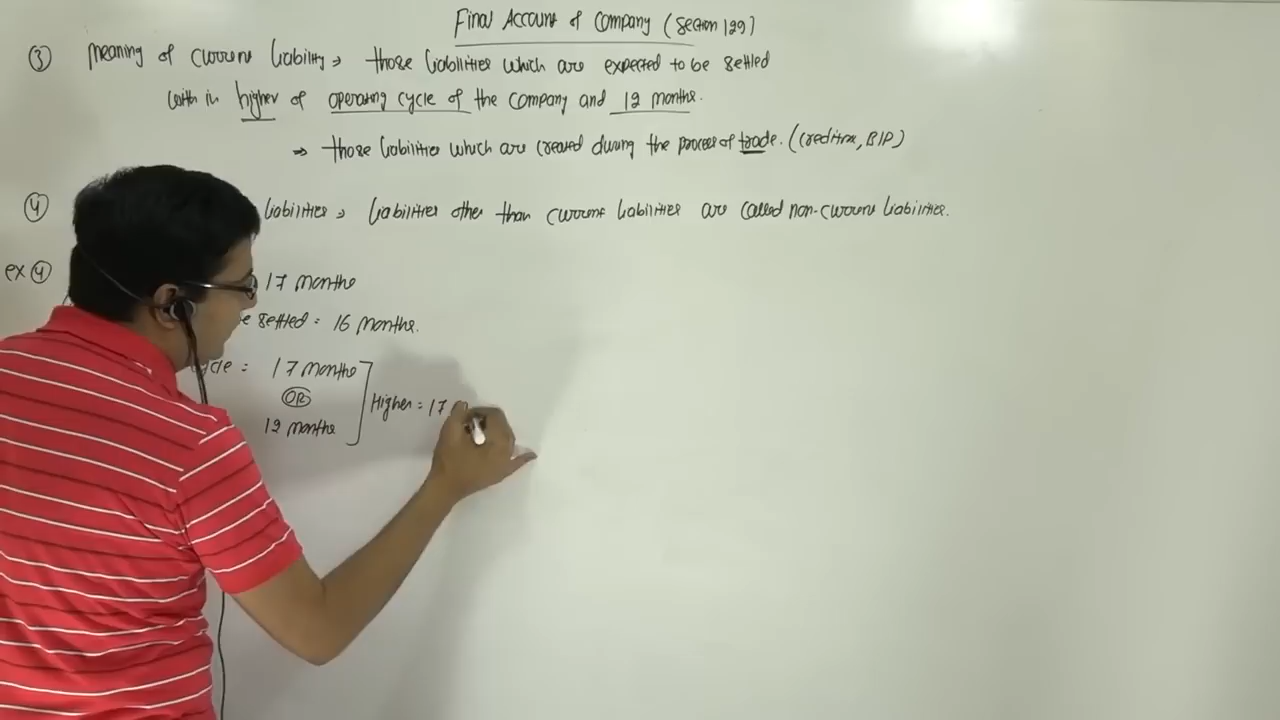 Final Account of Company (Section 129)
③ Meaning of current liability ⇒ those liabilities which are expected to be settled
with in higher of operating cycle of the company and 12 months.
⇒ those liabilities which are created during the process of trade. (creditors, B/P)
④ liabilities ⇒ liabilities other than current liabilities are called non-current liabilities.
ex ④ 17 months
e settled = 16 months.
ycle = 17 months
OR
12 months
Higher = 17